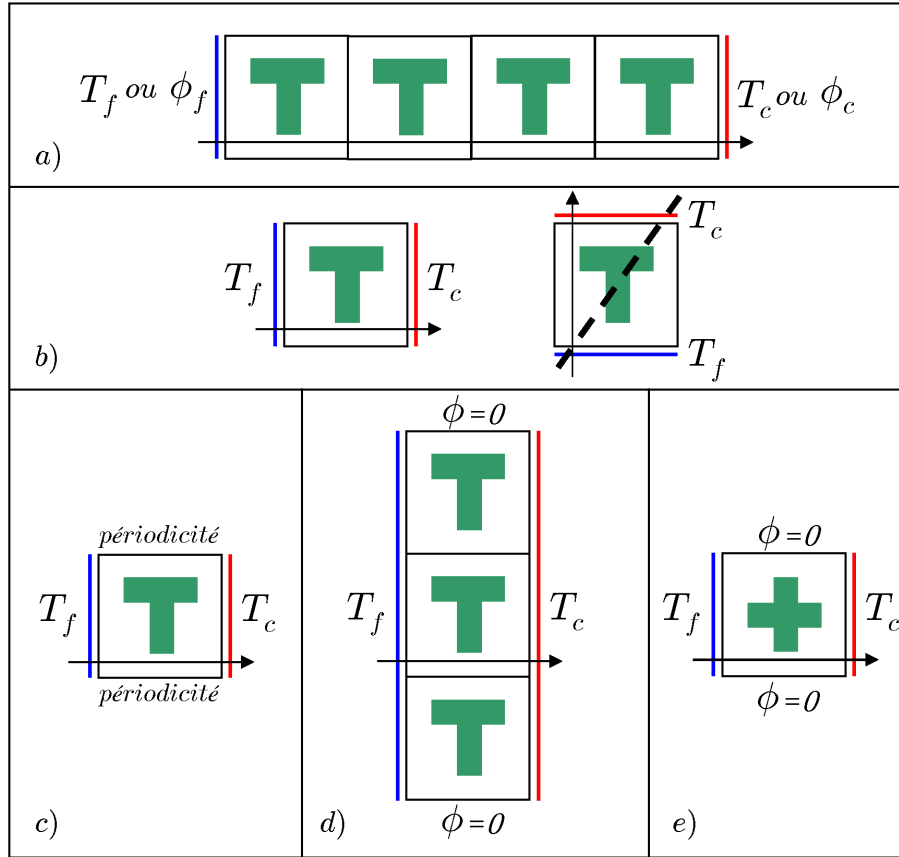 T_f ou ϕ_f
T_c ou ϕ_c
a)
T_f
T_c
T_c
T_f
b)
périodicité
T_f
T_c
périodicité
c)
ϕ=0
T_f
T_c
ϕ=0
d)
ϕ=0
T_f
T_c
ϕ=0
e)